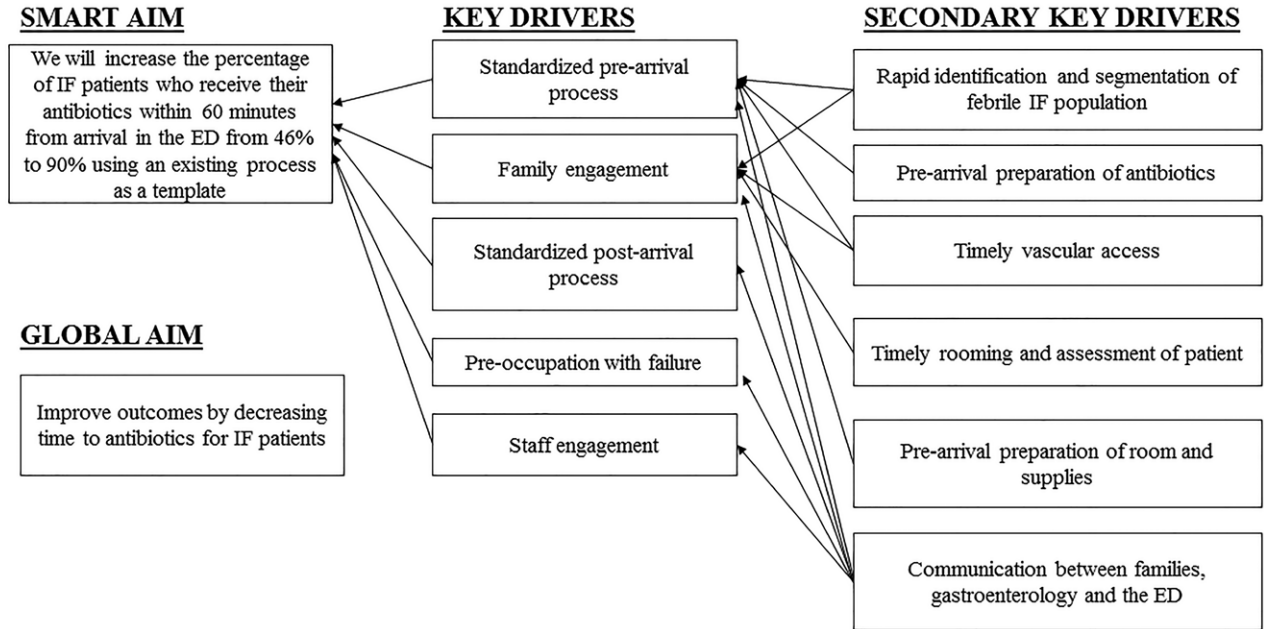 SMART AIM
We will increase the percentage
of IF patients who receive their
antibiotics within 60 minutes
from arrival in the ED from 46%
to 90% using an existing process
as a template
GLOBAL AIM
Improve outcomes by decreasing
time to antibiotics for IF patients
KEY DRIVERS
Standardized pre-arrival
process
Family engagement
Standardized post-arrival
process
Pre-occupation with failure
Staff engagement
SECONDARY KEY DRIVERS
Rapid identification and segmentation of
febrile IF population
Pre-arrival preparation of antibiotics
Timely vascular access
Timely rooming and assessment of patient
Pre-arrival preparation of room and
supplies
Communication between families,
gastroenterology and the ED